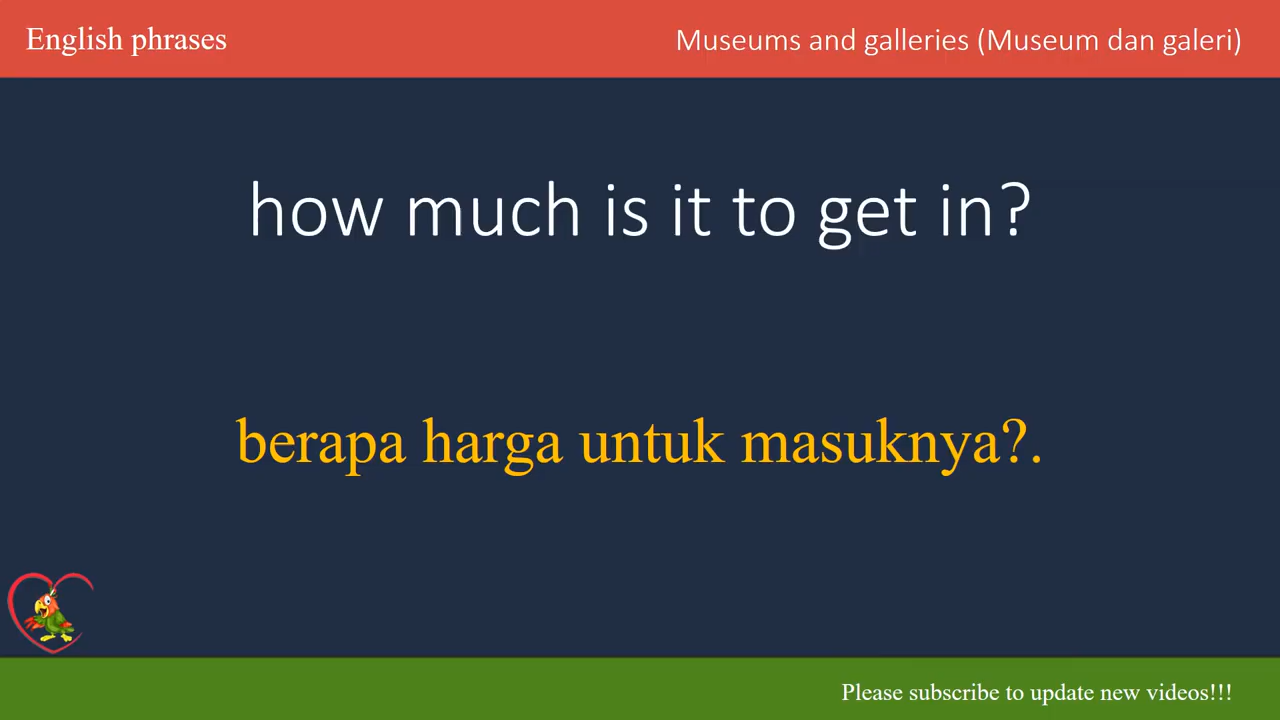 English phrases
Museums and galleries (Museum dan galeri)
how much is it to get in?
berapa harga untuk masuknya?.
Please subscribe to update new videos!!!